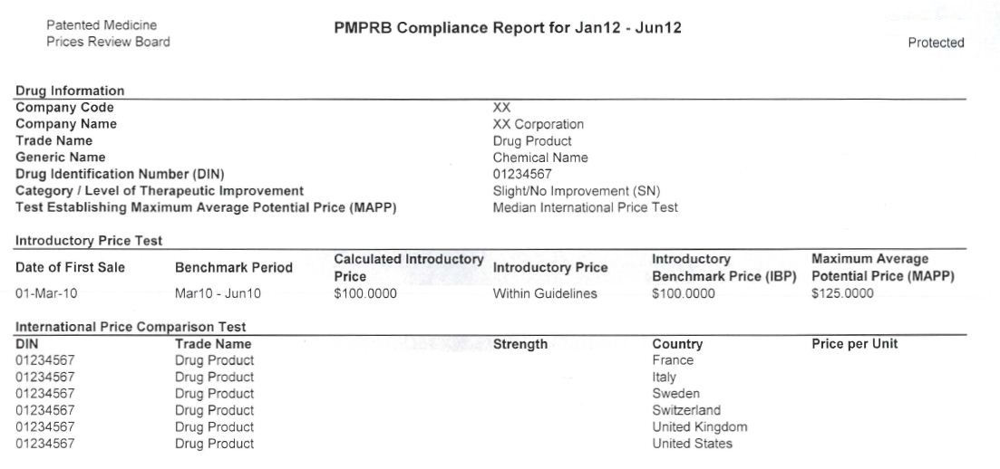 Patented Medicine
Prices Review Board
PMPRB Compliance Report for Jan12 - Jun12
Protected
Drug Information
Company Code XX
Company Name XX Corporation
Trade Name Drug Product
Generic Name Chemical Name
Drug Identification Number (DIN) 01234567
Category / Level of Therapeutic Improvement Slight/No Improvement (SN)
Test Establishing Maximum Average Potential Price (MAPP) Median International Price Test
Introductory Price Test
Date of First Sale Benchmark Period Calculated Introductory Price Introductory Price Introductory Benchmark Price (IBP) Maximum Average Potential Price (MAPP)
01-Mar-10 Mar10 - Jun10 $100.0000 Within Guidelines $100.0000 $125.0000
International Price Comparison Test
DIN Trade Name Strength Country Price per Unit
01234567 Drug Product France
01234567 Drug Product Italy
01234567 Drug Product Sweden
01234567 Drug Product Switzerland
01234567 Drug Product United Kingdom
01234567 Drug Product United States